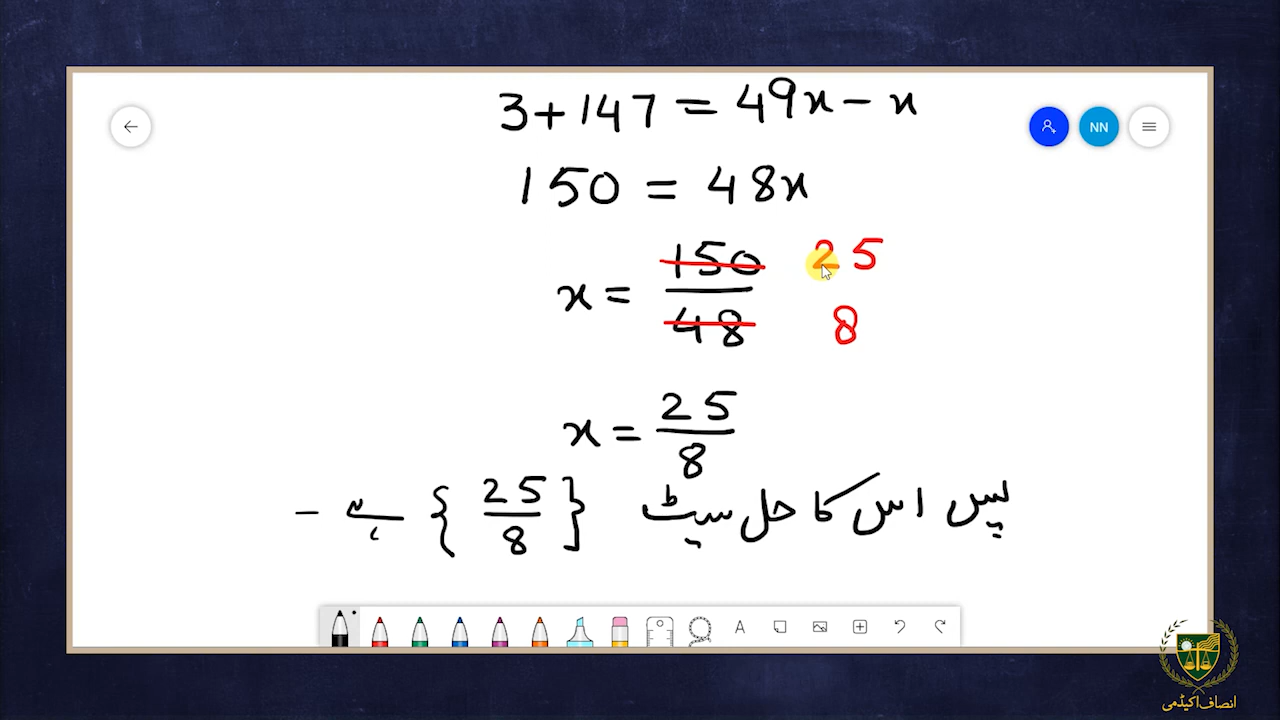 3+147 = 49x - x
NN
150 = 48x
x = 150/48 25 8
x = 25/8
پس اس کا حل سیٹ {25/8} ہے -
A
انصاف اکیڈمی